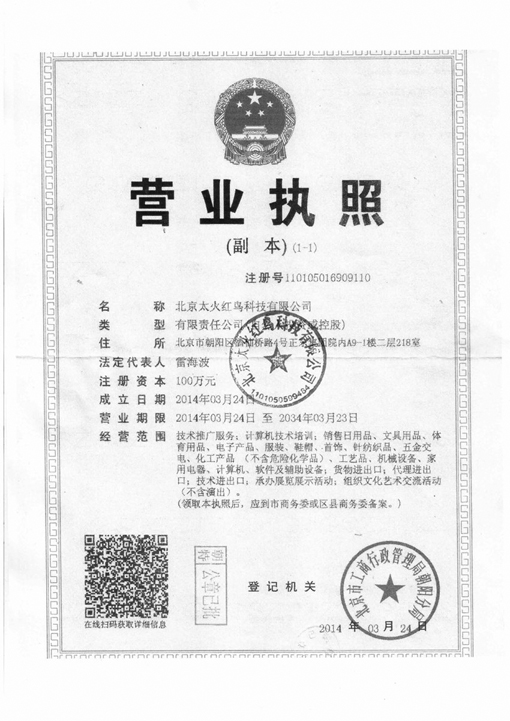 营业执照
(副 本) (1-1)
注册号110105016909110
名 称 北京太火红鸟科技有限公司
类 型 有限责任公司(自然人投资或控股)
住 所 北京市朝阳区酒仙桥路4号正东集团院内A9-1楼二层218室
法定代表人 雷海波
注册资本 100万元
成立日期 2014年03月24日
营业期限 2014年03月24日 至 2034年03月23日
经营范围 技术推广服务；计算机技术培训；销售日用品、文具用品、体
育用品、电子产品、服装、鞋帽、首饰、针纺织品、五金交
电、化工产品（不含危险化学品）、工艺品、机械设备、家
用电器、计算机、软件及辅助设备；货物进出口；代理进出
口；技术进出口；承办展览展示活动；组织文化艺术交流活动
（不含演出）。
(领取本执照后，应到市商务委或区县商务委备案。)
北京太火红鸟科技有限公司
1101050509404
在线扫码获取详细信息
公章已批
登记机关
北京市工商行政管理局朝阳分局
2014 年 03 月 24 日